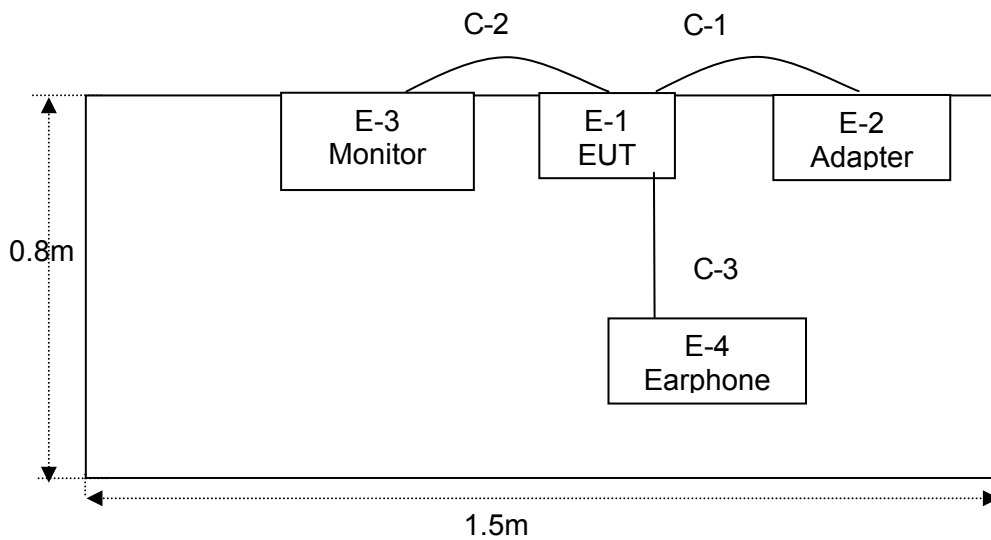 C-2
C-1
E-3
Monitor
E-1
EUT
E-2
Adapter
0.8m
C-3
E-4
Earphone
1.5m